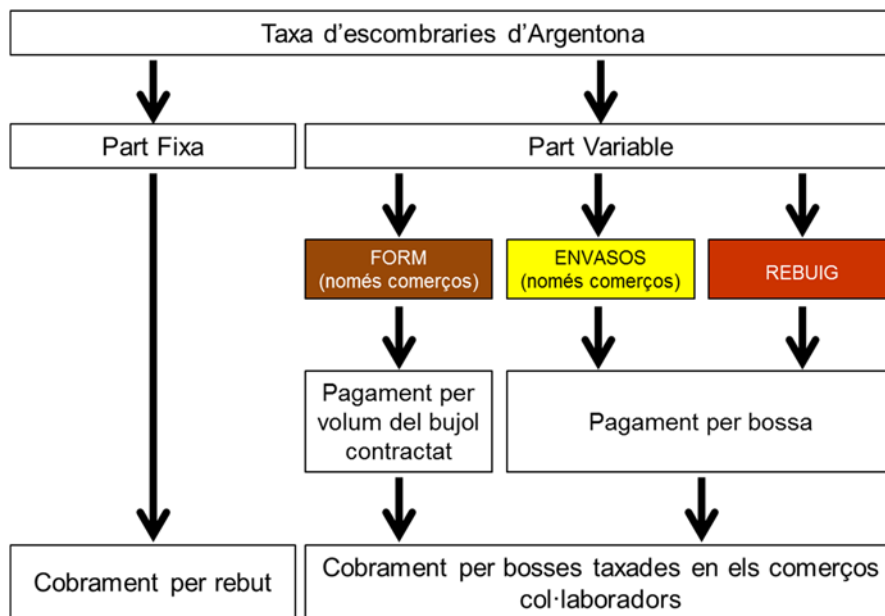 Taxa d'escombraries d'Argentona
Part Fixa
Part Variable
FORM
(només comerços)
ENVASOS
(només comerços)
REBUIG
Pagament per
volum del bujol
contractat
Pagament per bossa
Cobrament per rebut
Cobrament per bosses taxades en els comerços
col·laboradors